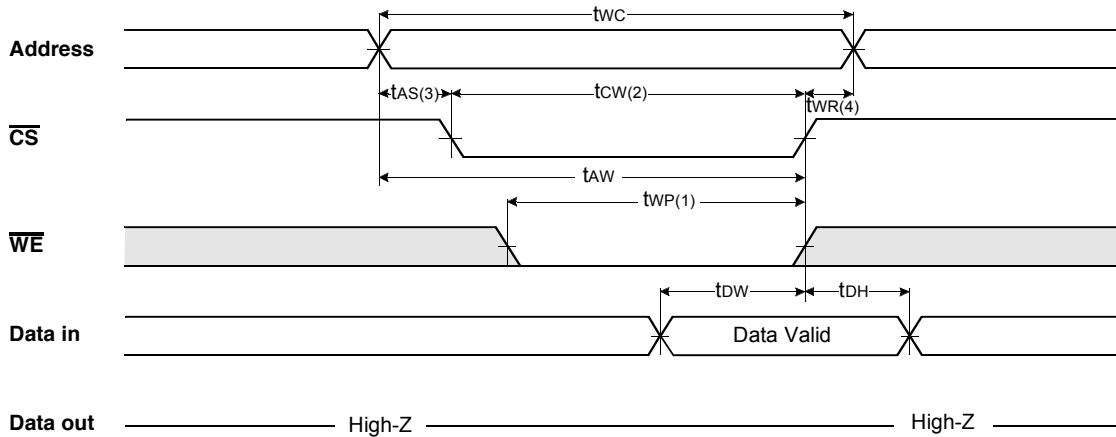 tWC
Address
tAS(3) tCW(2) tWR(4)
CS
tAW
tWP(1)
WE
tDW tDH
Data in Data Valid
Data out High-Z High-Z